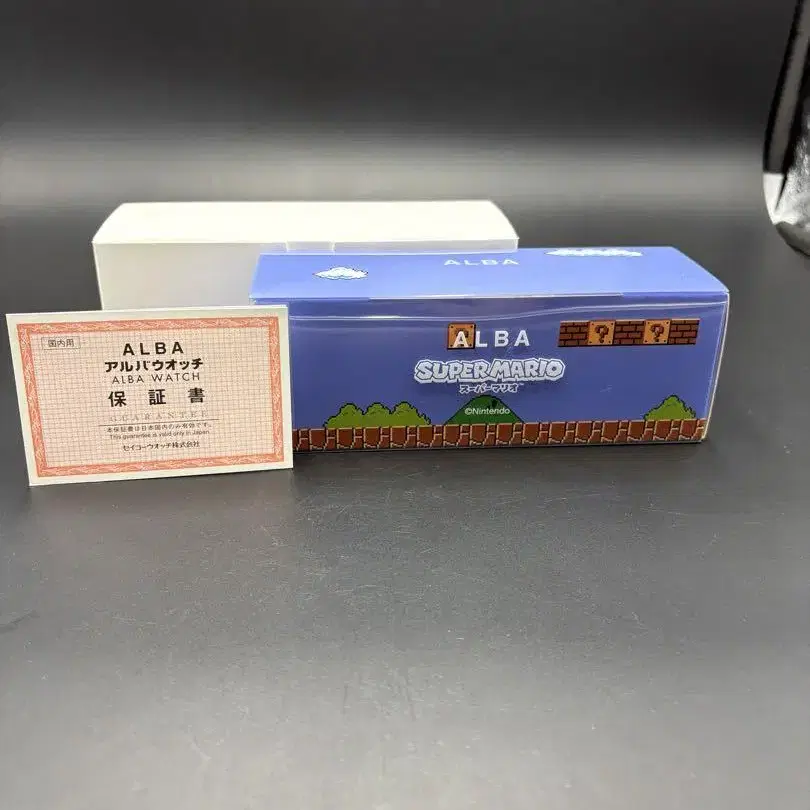 国内用
ALBA
アルバウオッチ
ALBA WATCH
保証書
GUARANTEE
本保証書は日本国内のみ有効です。
This guarantee is valid only in Japan.
セイコーウオッチ株式会社
ALBA
ALBA
? ?
SUPER MARIO
スーパーマリオ
©Nintendo